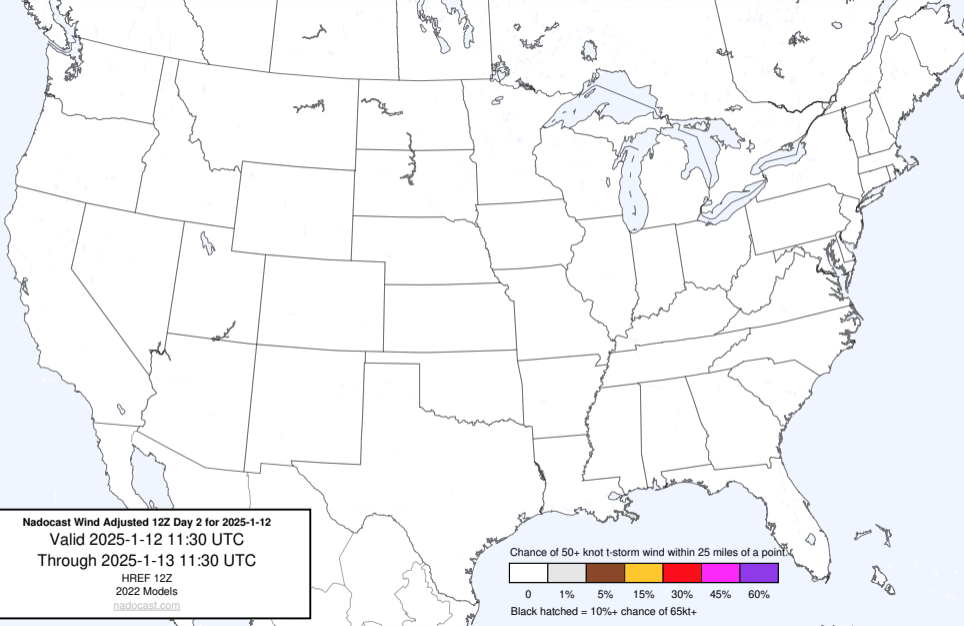 Nadocast Wind Adjusted 12Z Day 2 for 2025-1-12
Valid 2025-1-12 11:30 UTC
Through 2025-1-13 11:30 UTC
HREF 12Z
2022 Models
nadocast.com
Chance of 50+ knot t-storm wind within 25 miles of a point.
0 1% 5% 15% 30% 45% 60%
Black hatched = 10%+ chance of 65kt+